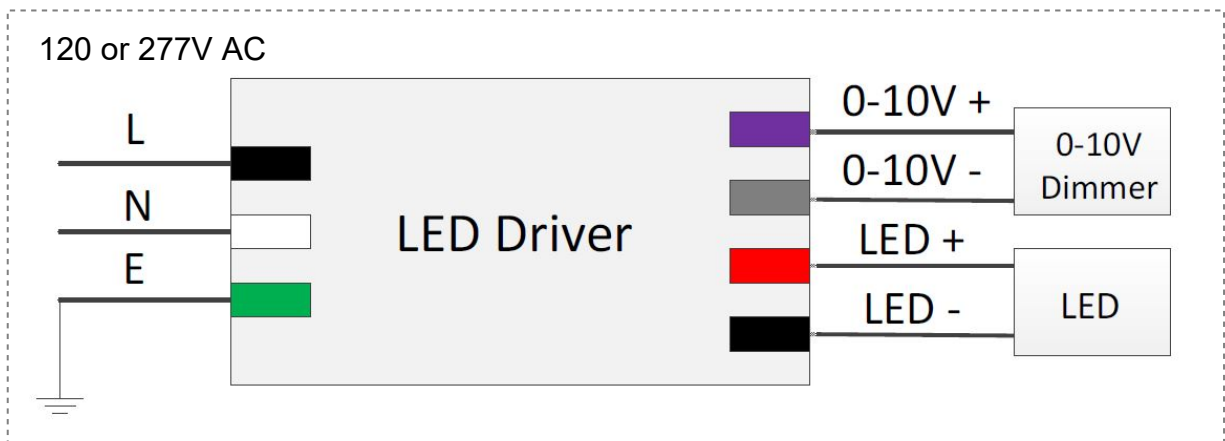 120 or 277V AC
L
N
E
LED Driver
0-10V +
0-10V -
LED +
LED -
0-10V
Dimmer
LED